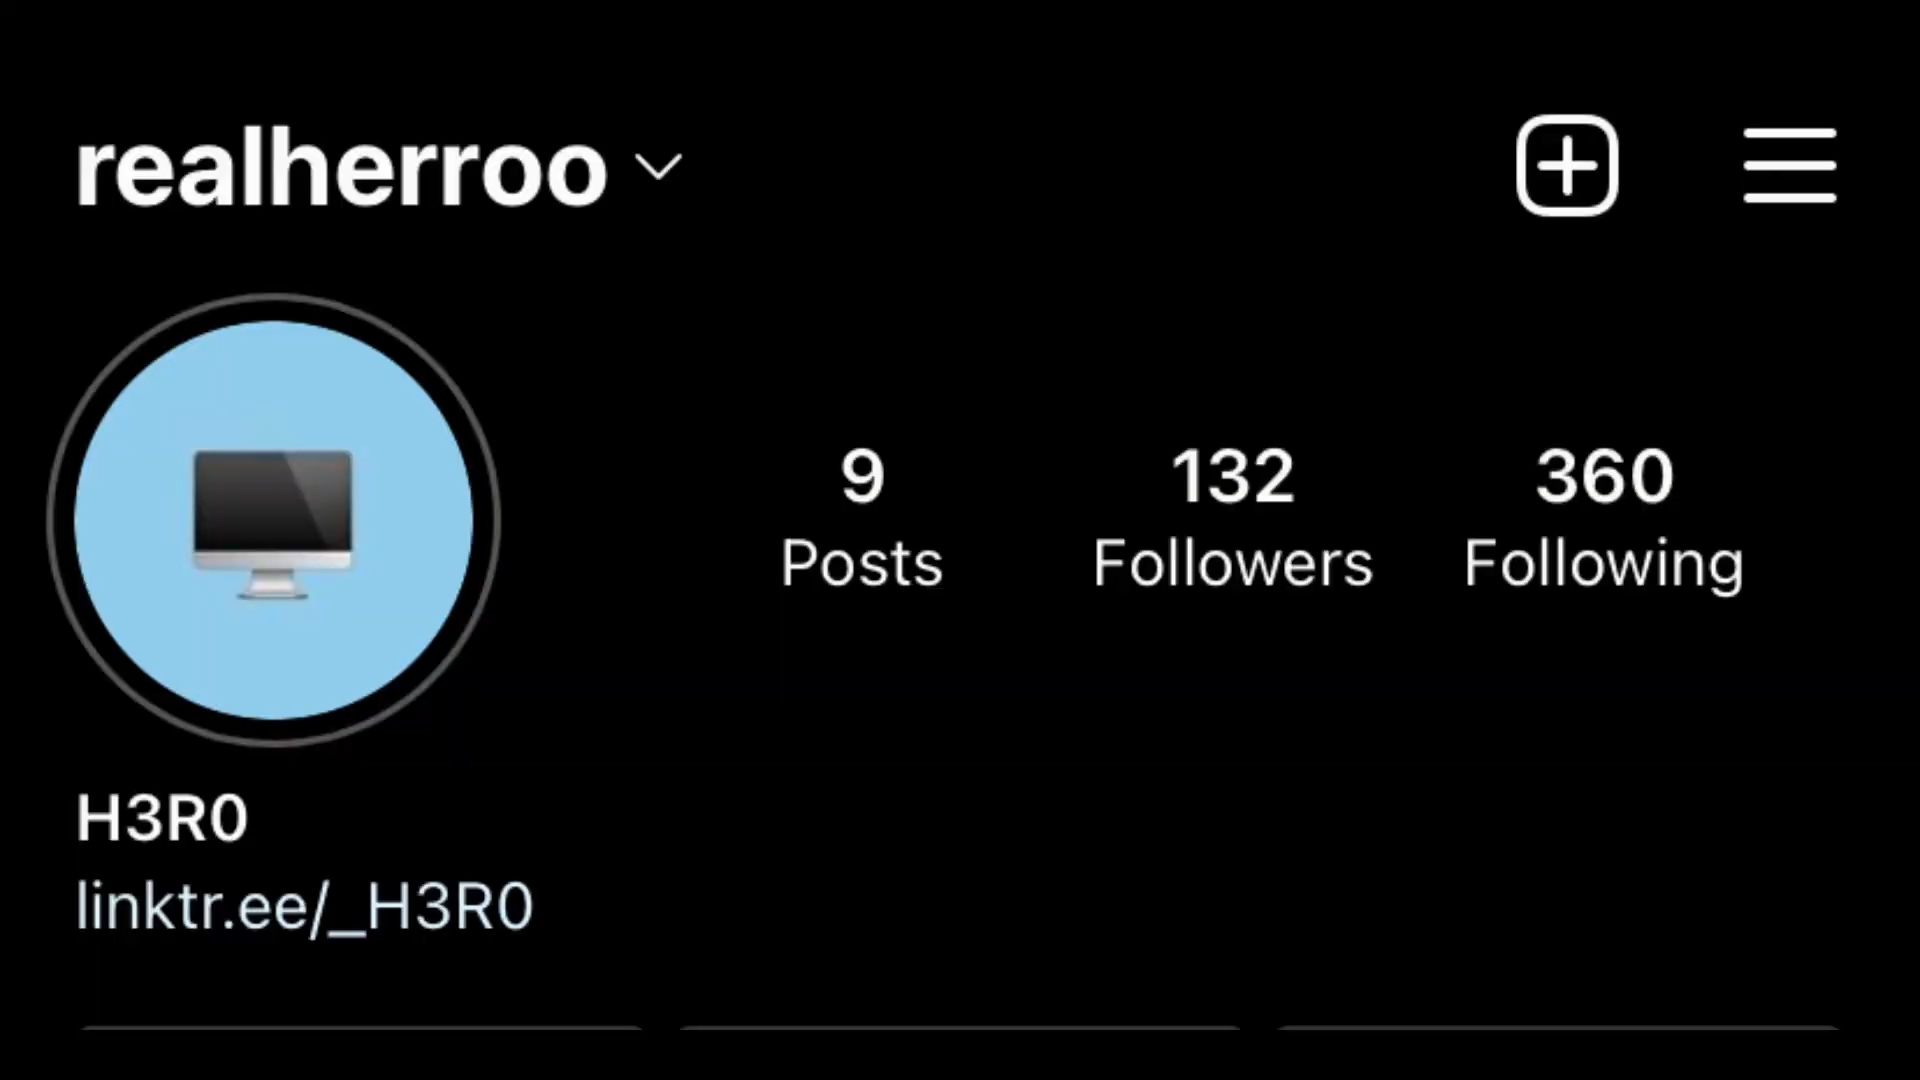 realherroo
9 132 360
Posts Followers Following
H3R0
linktr.ee/_H3R0